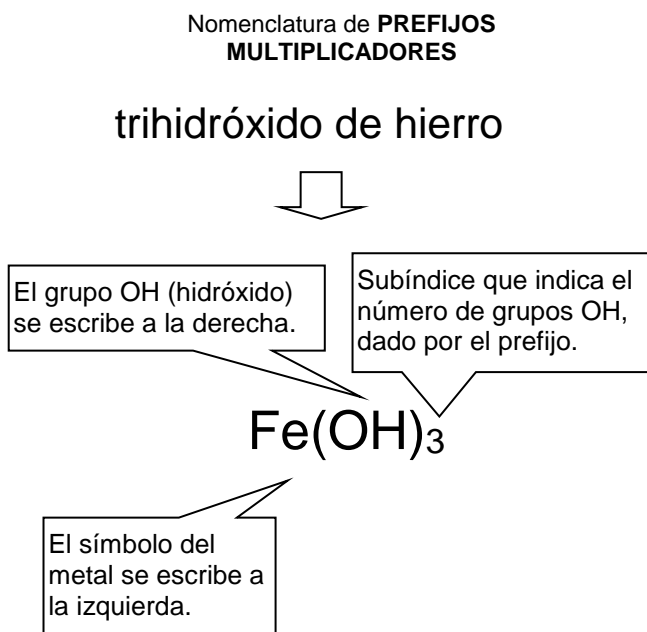 Nomenclatura de PREFIJOS
MULTIPLICADORES
trihidróxido de hierro
El grupo OH (hidróxido)
se escribe a la derecha.
Subíndice que indica el
número de grupos OH,
dado por el prefijo.
Fe(OH)3
El símbolo del
metal se escribe a
la izquierda.